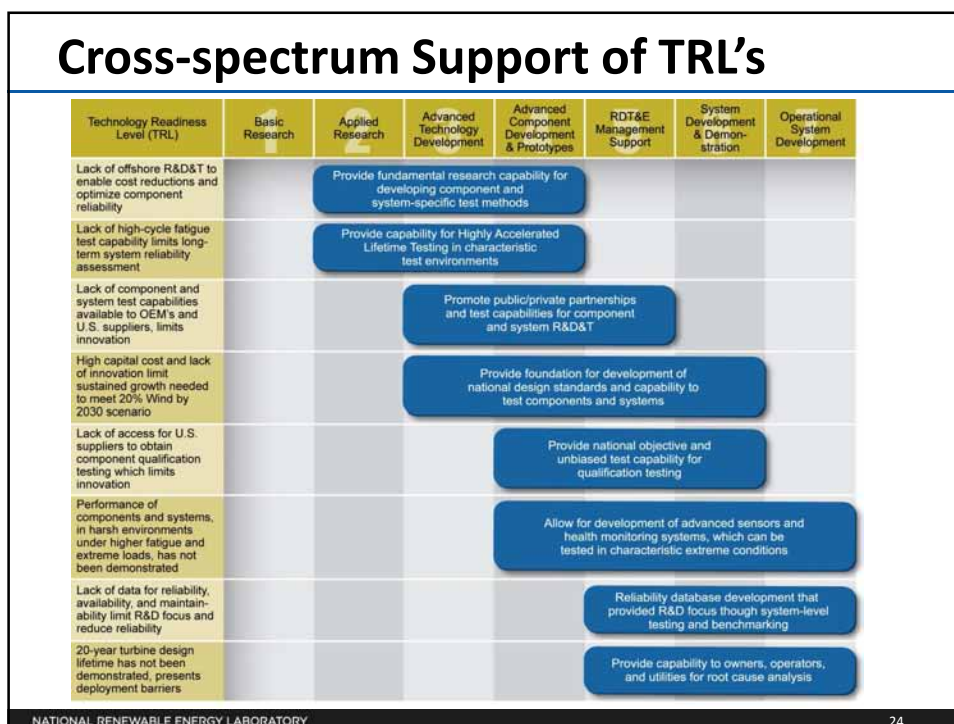 Cross-spectrum Support of TRL's
Technology Readiness
Level (TRL)
1
Basic
Research
2
Applied
Research
3
Advanced
Technology
Development
4
Advanced
Component
Development
& Prototypes
5
RDT&E
Management
Support
6
System
Development
& Demon-
stration
7
Operational
System
Development
Lack of offshore R&D&T to
enable cost reductions and
optimize component
reliability
Provide fundamental research capability for
developing component and
system-specific test methods
Lack of high-cycle fatigue
test capability limits long-
term system reliability
assessment
Provide capability for Highly Accelerated
Lifetime Testing in characteristic
test environments
Lack of component and
system test capabilities
available to OEM's and
U.S. suppliers, limits
innovation
Promote public/private partnerships
and test capabilities for component
and system R&D&T
High capital cost and lack
of innovation limit
sustained growth needed
to meet 20% Wind by
2030 scenario
Provide foundation for development of
national design standards and capability to
test components and systems
Lack of access for U.S.
suppliers to obtain
component qualification
testing which limits
innovation
Provide national objective and
unbiased test capability for
qualification testing
Performance of
components and systems,
in harsh environments
under higher fatigue and
extreme loads, has not
been demonstrated
Allow for development of advanced sensors and
health monitoring systems, which can be
tested in characteristic extreme conditions
Lack of data for reliability,
availability, and maintain-
ability limit R&D focus and
reduce reliability
Reliability database development that
provided R&D focus though system-level
testing and benchmarking
20-year turbine design
lifetime has not been
demonstrated, presents
deployment barriers
Provide capability to owners, operators,
and utilities for root cause analysis
NATIONAL RENEWABLE ENERGY LABORATORY
24